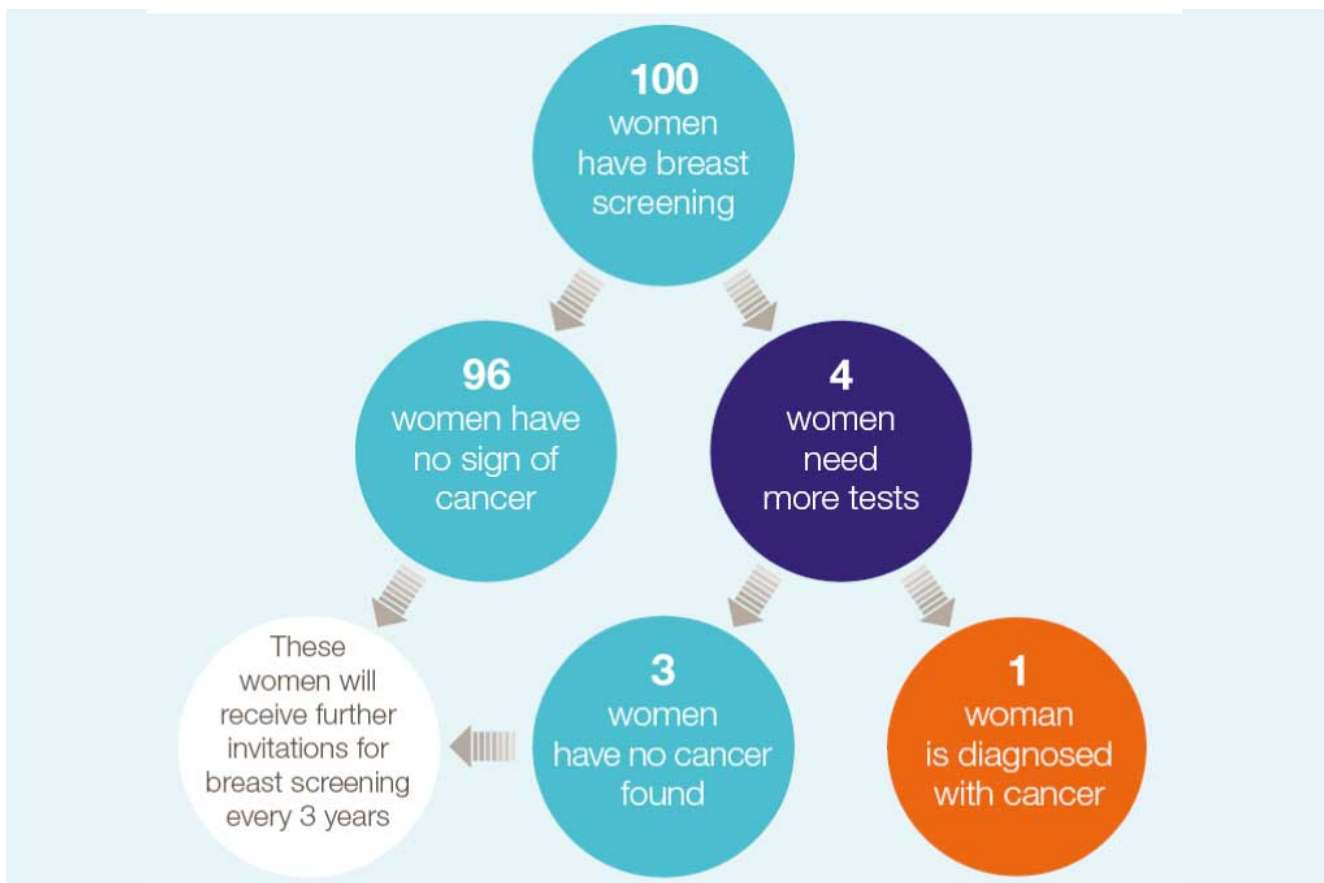 100
women
have breast
screening
96
women have
no sign of
cancer
4
women
need
more tests
These
women will
receive further
invitations for
breast screening
every 3 years
3
women
have no cancer
found
1
woman
is diagnosed
with cancer